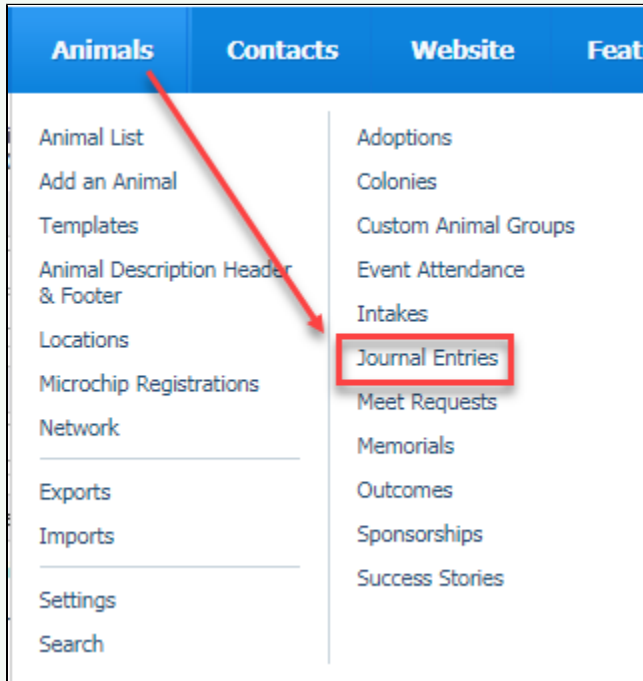 Animals Contacts Website Feat
Animal List
Add an Animal
Templates
Animal Description Header
& Footer
Locations
Microchip Registrations
Network
Exports
Imports
Settings
Search
Adoptions
Colonies
Custom Animal Groups
Event Attendance
Intakes
Journal Entries
Meet Requests
Memorials
Outcomes
Sponsorships
Success Stories